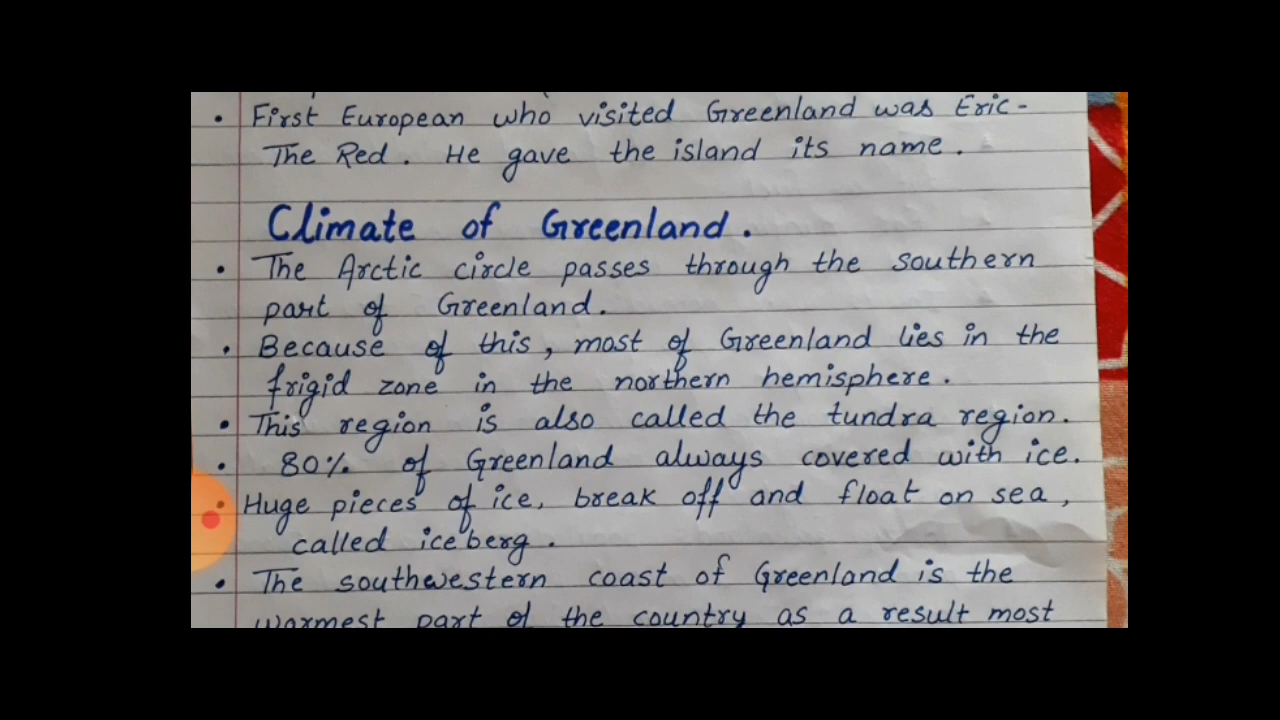 • First European who visited Greenland was Eric-
The Red. He gave the island its name.
Climate of Greenland.
• The Arctic circle passes through the southern
part of Greenland.
• Because of this, most of Greenland lies in the
frigid zone in the northern hemisphere.
• This region is also called the tundra region.
• 80% of Greenland always covered with ice.
• Huge pieces of ice, break off and float on sea,
called iceberg.
• The southwestern coast of Greenland is the
warmest part of the country as a result most